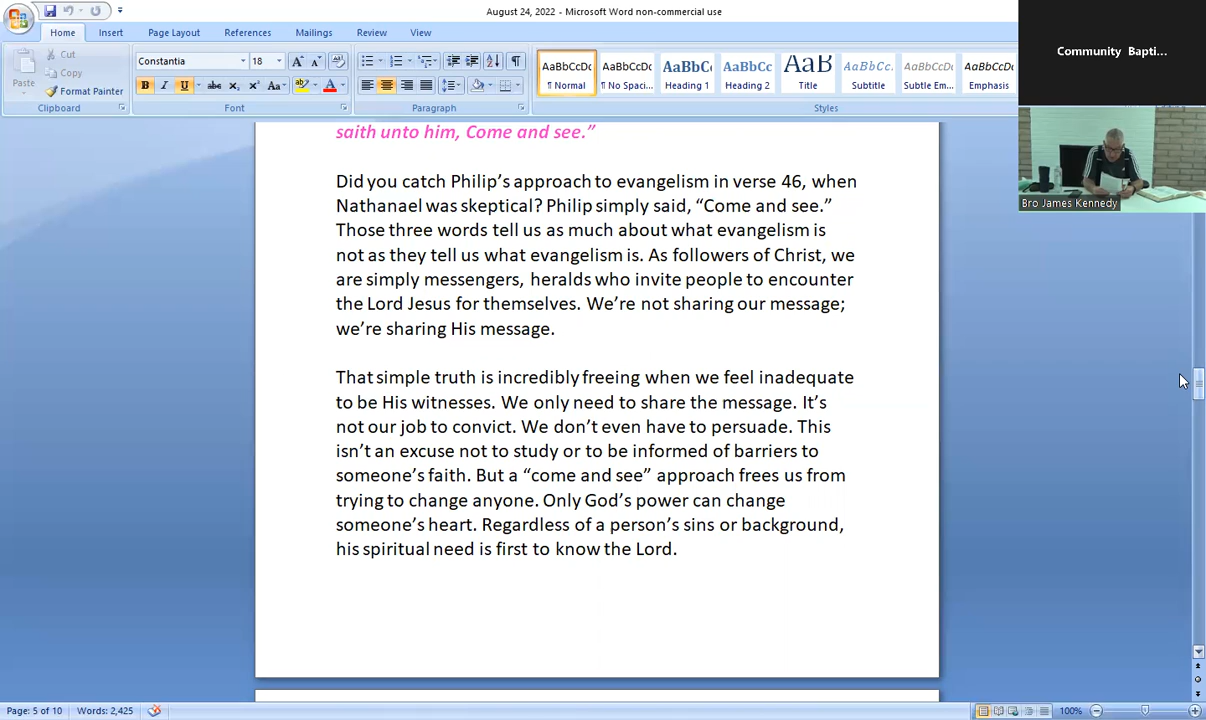 August 24, 2022 - Microsoft Word non-commercial use
Home Insert Page Layout References Mailings Review View
Paste
Cut
Copy
Format Painter
Clipboard
Constantia 18
Font
Paragraph
AaBbCcDc AaBbCcDc AaBbC AaBbCc AaB AaBbCc. AaBbCcDc AaBbCcDc
¶ Normal ¶ No Spaci... Heading 1 Heading 2 Title Subtitle Subtle Em... Emphasis
Styles
Community Bapti...
Bro James Kennedy
saith unto him, Come and see.”
Did you catch Philip’s approach to evangelism in verse 46, when
Nathanael was skeptical? Philip simply said, “Come and see.”
Those three words tell us as much about what evangelism is
not as they tell us what evangelism is. As followers of Christ, we
are simply messengers, heralds who invite people to encounter
the Lord Jesus for themselves. We’re not sharing our message;
we’re sharing His message.
That simple truth is incredibly freeing when we feel inadequate
to be His witnesses. We only need to share the message. It’s
not our job to convict. We don’t even have to persuade. This
isn’t an excuse not to study or to be informed of barriers to
someone’s faith. But a “come and see” approach frees us from
trying to change anyone. Only God’s power can change
someone’s heart. Regardless of a person’s sins or background,
his spiritual need is first to know the Lord.
Page: 5 of 10 Words: 2,425 100%